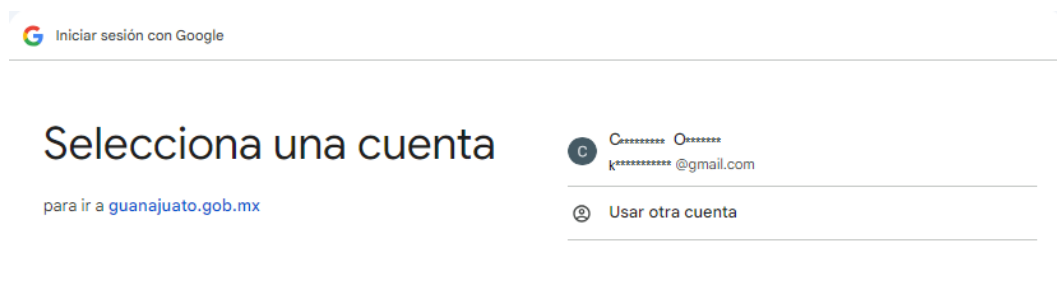 Iniciar sesión con Google
Selecciona una cuenta
para ir a guanajuato.gob.mx
C
C********* O*******
k*********** @gmail.com
Usar otra cuenta